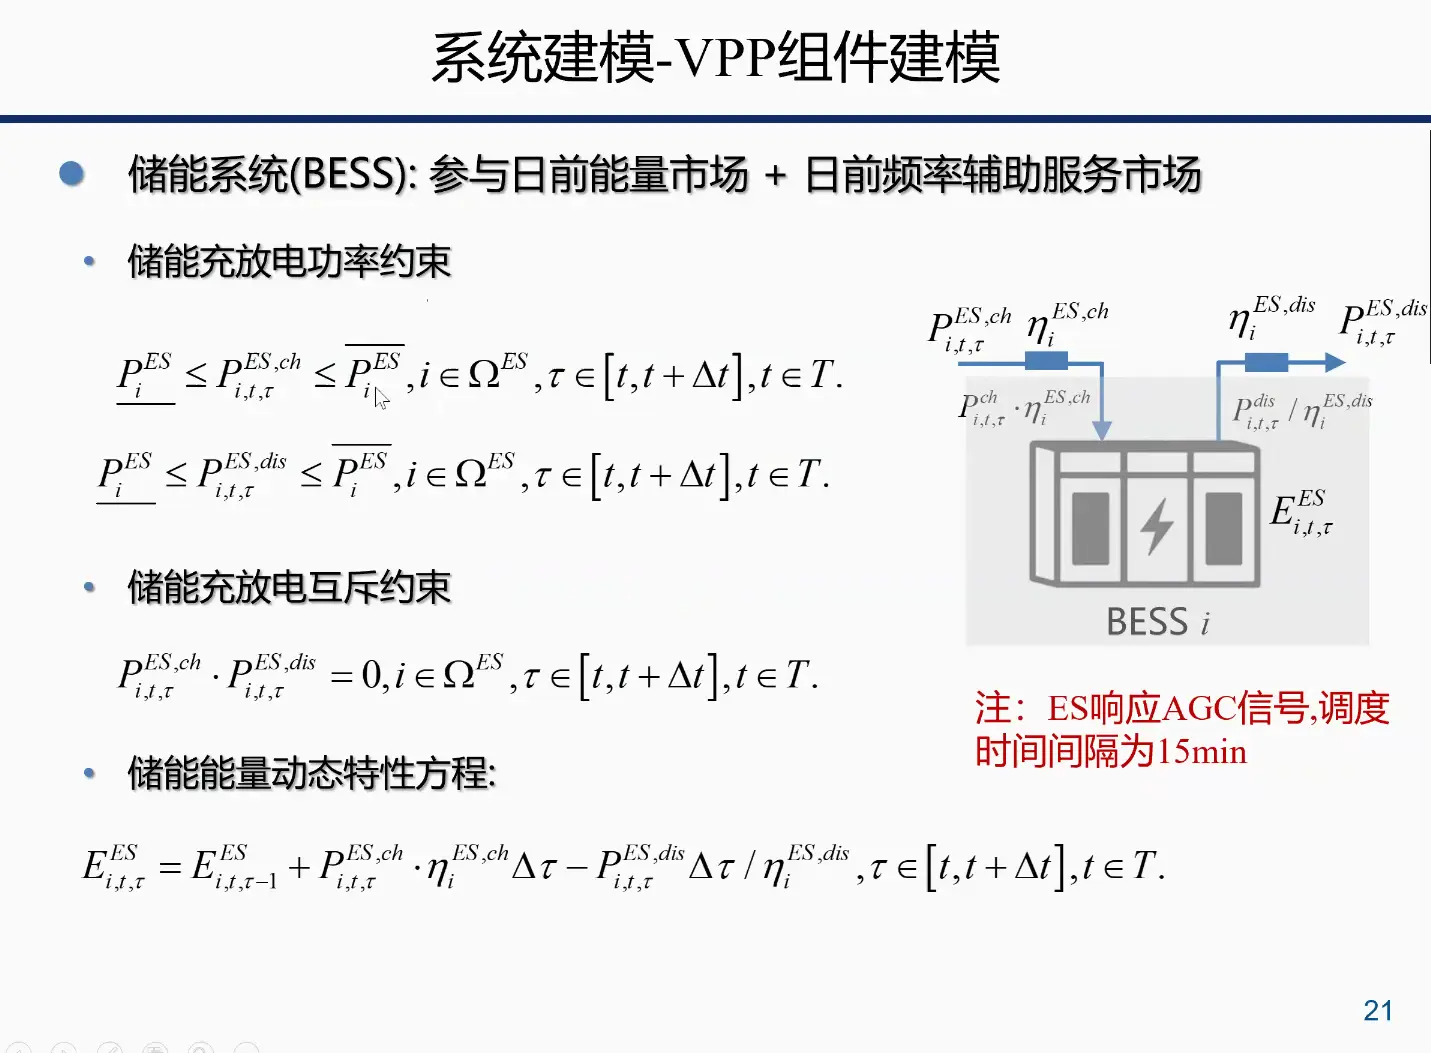 系统建模-VPP组件建模
储能系统(BESS): 参与日前能量市场 + 日前频率辅助服务市场
• 储能充放电功率约束
$\underline{P_i^{ES}} \le P_{i,t,\tau}^{ES,ch} \le \overline{P_i^{ES}}, i \in \Omega^{ES}, \tau \in [t, t+\Delta t], t \in T.$
$\underline{P_i^{ES}} \le P_{i,t,\tau}^{ES,dis} \le \overline{P_i^{ES}}, i \in \Omega^{ES}, \tau \in [t, t+\Delta t], t \in T.$
• 储能充放电互斥约束
$P_{i,t,\tau}^{ES,ch} \cdot P_{i,t,\tau}^{ES,dis} = 0, i \in \Omega^{ES}, \tau \in [t, t+\Delta t], t \in T.$
• 储能能量动态特性方程:
$E_{i,t,\tau}^{ES} = E_{i,t,\tau-1}^{ES} + P_{i,t,\tau}^{ES,ch} \cdot \eta_i^{ES,ch} \Delta\tau - P_{i,t,\tau}^{ES,dis} \Delta\tau / \eta_i^{ES,dis}, \tau \in [t, t+\Delta t], t \in T.$
$P_{i,t,\tau}^{ES,ch}$ $\eta_i^{ES,ch}$ $\eta_i^{ES,dis}$ $P_{i,t,\tau}^{ES,dis}$
$P_{i,t,\tau}^{ch} \cdot \eta_i^{ES,ch}$ $P_{i,t,\tau}^{dis} / \eta_i^{ES,dis}$
$E_{i,t,\tau}^{ES}$
BESS i
注：ES响应AGC信号,调度
时间间隔为15min
21